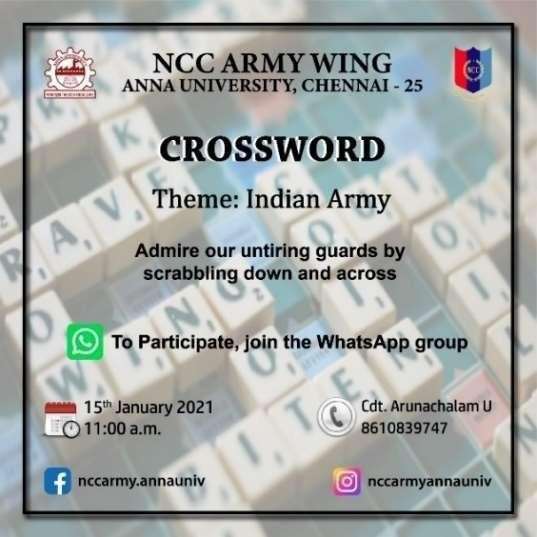 NCC ARMY WING
ANNA UNIVERSITY, CHENNAI - 25
NCC
CROSSWORD
Theme: Indian Army
Admire our untiring guards by
scrabbling down and across
To Participate, join the WhatsApp group
15th January 2021
11:00 a.m.
Cdt. Arunachalam U
8610839747
nccarmy.annauniv
nccarmyannauniv